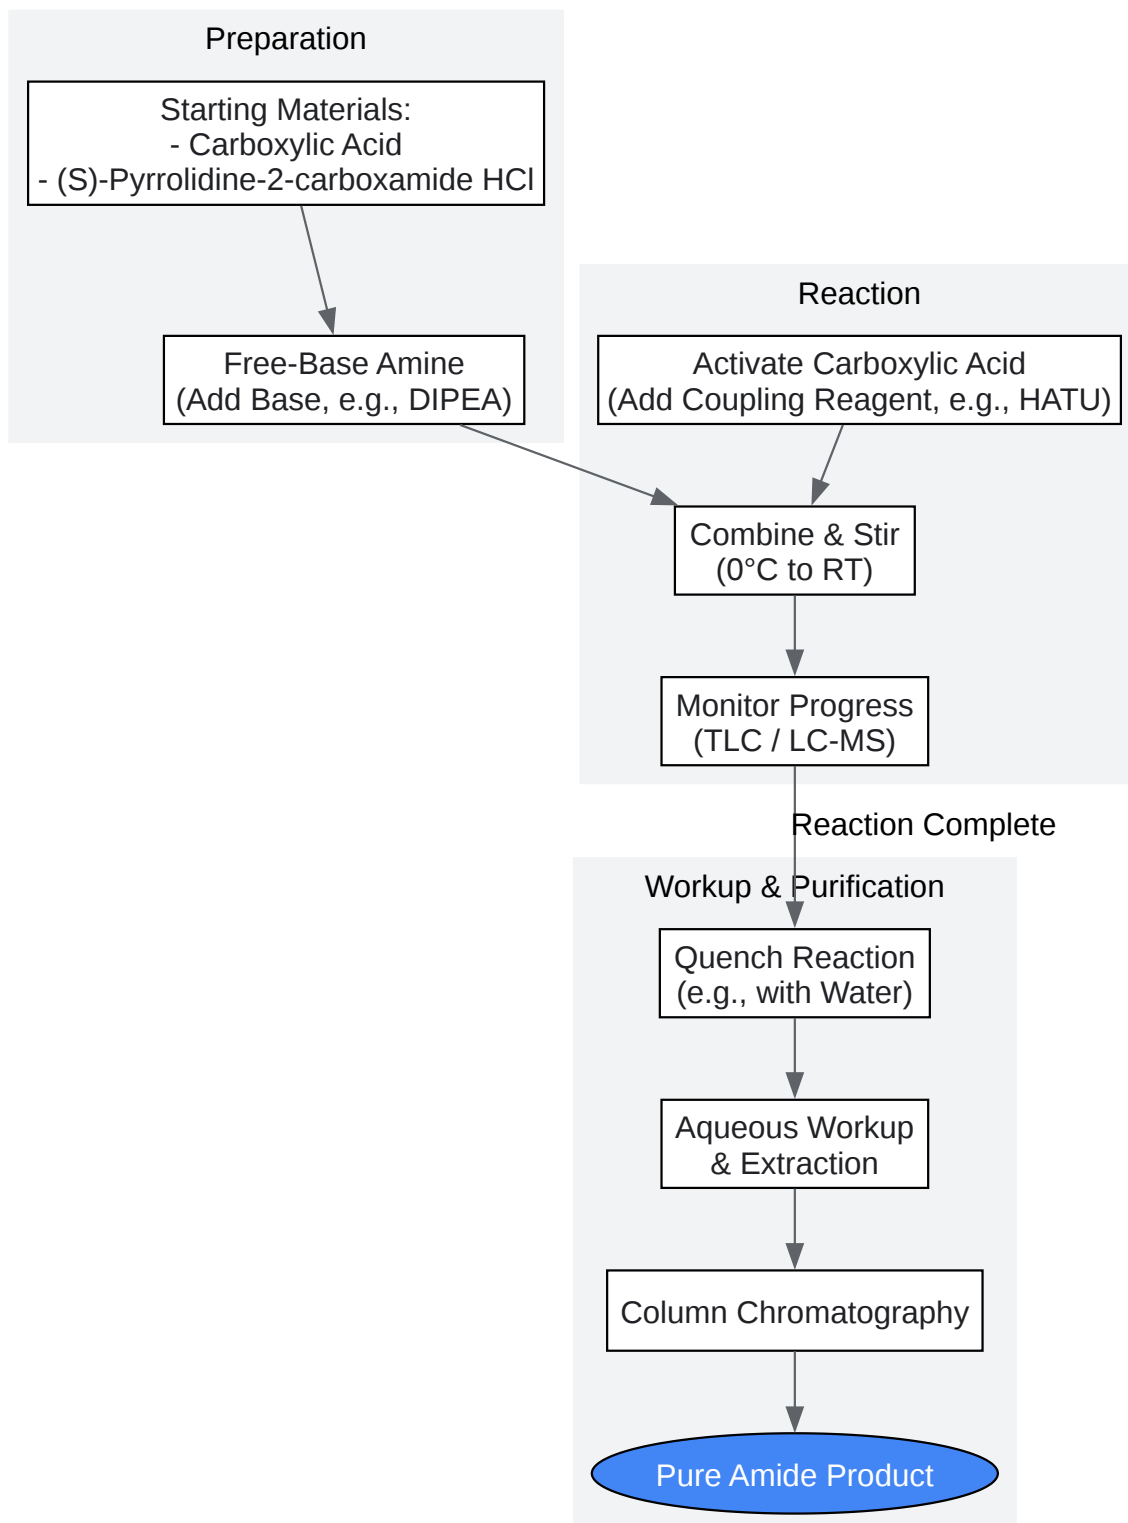 Preparation
Starting Materials:
- Carboxylic Acid
- (S)-Pyrrolidine-2-carboxamide HCl
Free-Base Amine
(Add Base, e.g., DIPEA)
Reaction
Activate Carboxylic Acid
(Add Coupling Reagent, e.g., HATU)
Combine & Stir
(0°C to RT)
Monitor Progress
(TLC / LC-MS)
Reaction Complete
Workup & Purification
Quench Reaction
(e.g., with Water)
Aqueous Workup
& Extraction
Column Chromatography
Pure Amide Product